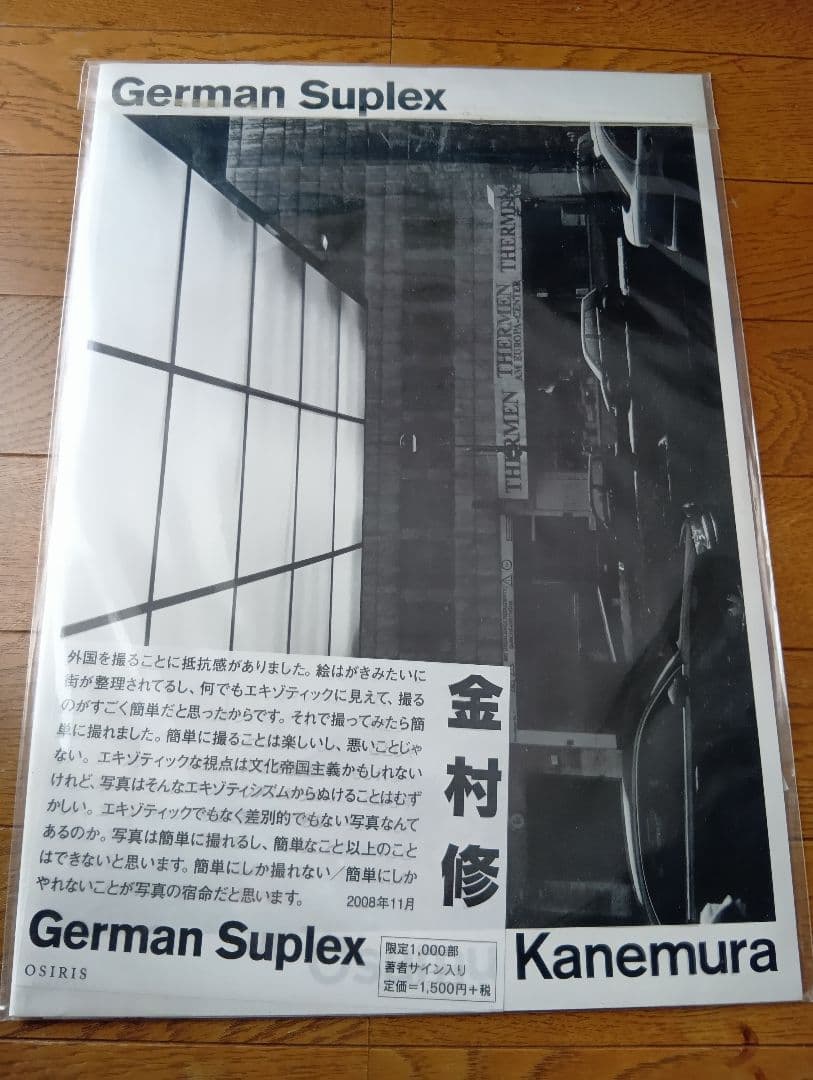 German Suplex
THERMEN THERMEN THERMEN
AM EUROPA-CENTER
外国を撮ることに抵抗感がありました。絵はがきみたいに
街が整理されてるし、何でもエキゾティックに見えて、撮る
のがすごく簡単だと思ったからです。それで撮ってみたら簡
単に撮れました。簡単に撮ることは楽しいし、悪いことじゃ
ない。エキゾティックな視点は文化帝国主義かもしれない
けれど、写真はそんなエキゾティシズムからぬけることはむず
かしい。エキゾティックでもなく差別的でもない写真なんて
あるのか。写真は簡単に撮れるし、簡単なこと以上のこと
はできないと思います。簡単にしか撮れない／簡単にしか
やれないことが写真の宿命だと思います。 2008年11月
金村修
German Suplex
OSIRIS
限定1,000部
著者サイン入り
定価＝1,500円＋税
Kanemura